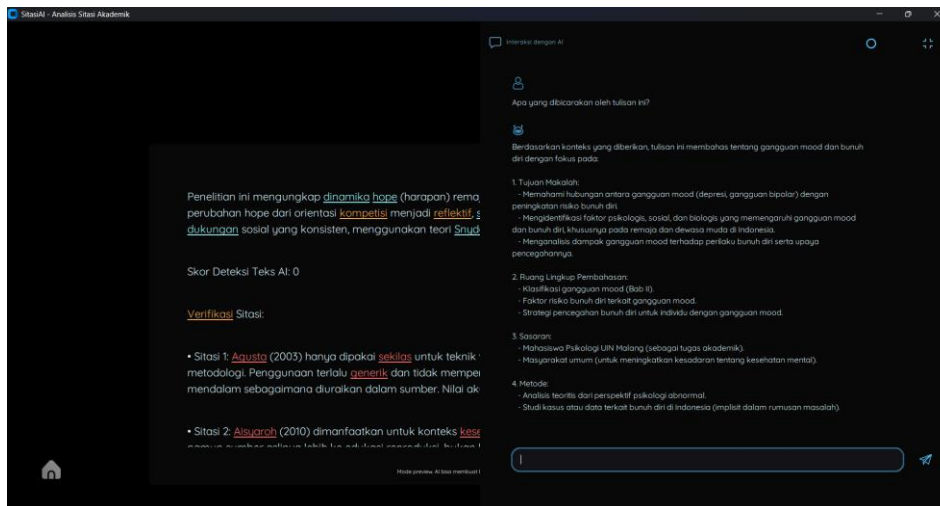 SitasiAI - Analisis Sitasi Akademik
Penelitian ini mengungkap dinamika hope (harapan)
perubahan hope dari orientasi kompetisi menjadi reflektif,
dukungan sosial yang konsisten, menggunakan teori
Skor Deteksi Teks AI: 0
Verifikasi Sitasi:
• Sitasi 1: Agusta (2003) hanya dipakai sekilas untuk teknik
metodologi. Penggunaan terlalu generik dan tidak
mendalam sebagaimana diuraikan dalam sumber. Nilai
• Sitasi 2: Aisyaroh (2010) dimanfaatkan untuk konteks
Mode preview. AI bisa membuat
Interaksi dengan AI
Apa yang dibicarakan oleh tulisan ini?
Berdasarkan konteks yang diberikan, tulisan ini membahas tentang gangguan mood dan bunuh
diri dengan fokus pada:
1. Tujuan Makalah:
- Memahami hubungan antara gangguan mood (depresi, gangguan bipolar) dengan
peningkatan risiko bunuh diri.
- Mengidentifikasi faktor psikologis, sosial, dan biologis yang memengaruhi gangguan mood
dan bunuh diri, khususnya pada remaja dan dewasa muda di Indonesia.
- Menganalisis dampak gangguan mood terhadap perilaku bunuh diri serta upaya
pencegahannya.
2. Ruang Lingkup Pembahasan:
- Klasifikasi gangguan mood (Bab II).
- Faktor risiko bunuh diri terkait gangguan mood.
- Strategi pencegahan bunuh diri untuk individu dengan gangguan mood.
3. Sasaran:
- Mahasiswa Psikologi UIN Malang (sebagai tugas akademik).
- Masyarakat umum (untuk meningkatkan kesadaran tentang kesehatan mental).
4. Metode:
- Analisis teoritis dari perspektif psikologi abnormal.
- Studi kasus atau data terkait bunuh diri di Indonesia (implisit dalam rumusan masalah).